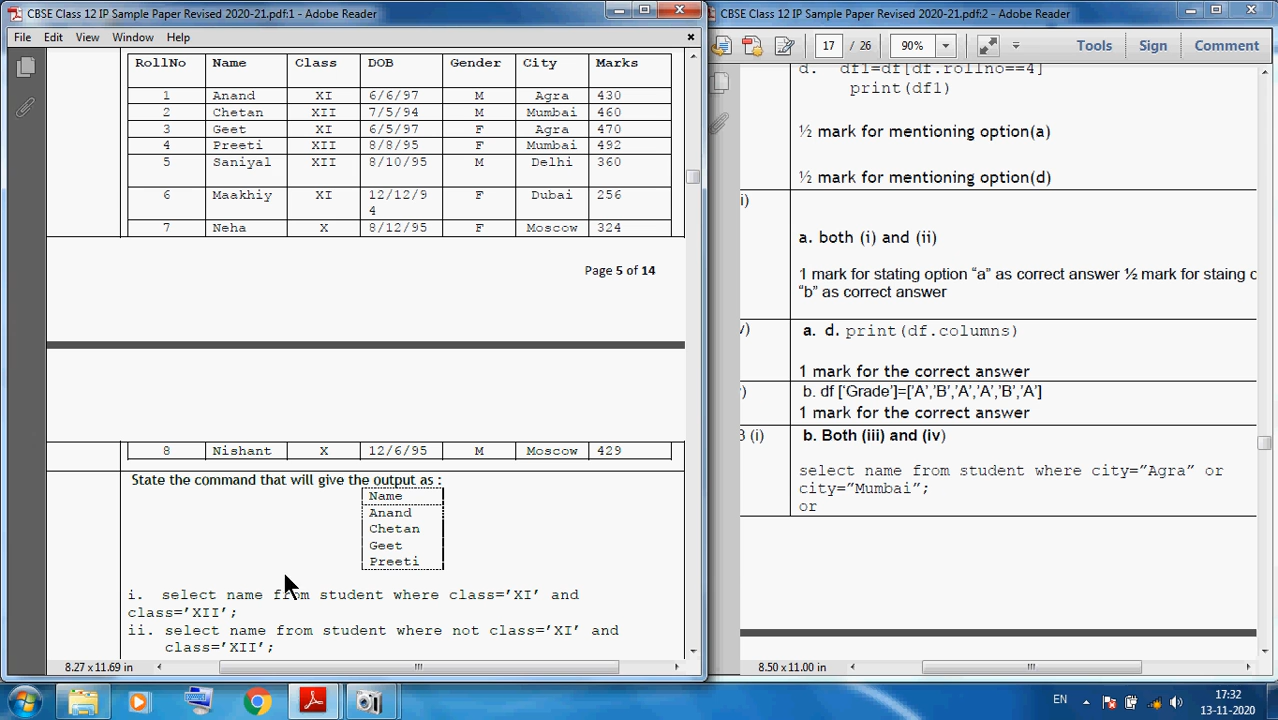 CBSE Class 12 IP Sample Paper Revised 2020-21.pdf:1 - Adobe Reader
File Edit View Window Help
RollNo Name Class DOB Gender City Marks
1 Anand XI 6/6/97 M Agra 430
2 Chetan XII 7/5/94 M Mumbai 460
3 Geet XI 6/5/97 F Agra 470
4 Preeti XII 8/8/95 F Mumbai 492
5 Saniyal XII 8/10/95 M Delhi 360
6 Maakhiy XI 12/12/9 F Dubai 256
4
7 Neha X 8/12/95 F Moscow 324
Page 5 of 14
8 Nishant X 12/6/95 M Moscow 429
State the command that will give the output as :
Name
Anand
Chetan
Geet
Preeti
i. select name from student where class=’XI’ and
class=’XII’;
ii. select name from student where not class=’XI’ and
class=’XII’;
8.27 x 11.69 in
CBSE Class 12 IP Sample Paper Revised 2020-21.pdf:2 - Adobe Reader
17 / 26 90% Tools Sign Comment
d. df1=df[df.rollno==4]
print(df1)
½ mark for mentioning option(a)
½ mark for mentioning option(d)
i)
a. both (i) and (ii)
1 mark for stating option “a” as correct answer ½ mark for staing c
“b” as correct answer
v) a. d. print(df.columns)
1 mark for the correct answer
) b. df [‘Grade’]=[’A’,’B’,’A’,’A’,’B’,’A’]
1 mark for the correct answer
3 (i) b. Both (iii) and (iv)
select name from student where city=”Agra” or
city=”Mumbai”;
or
8.50 x 11.00 in
EN 17:32
13-11-2020